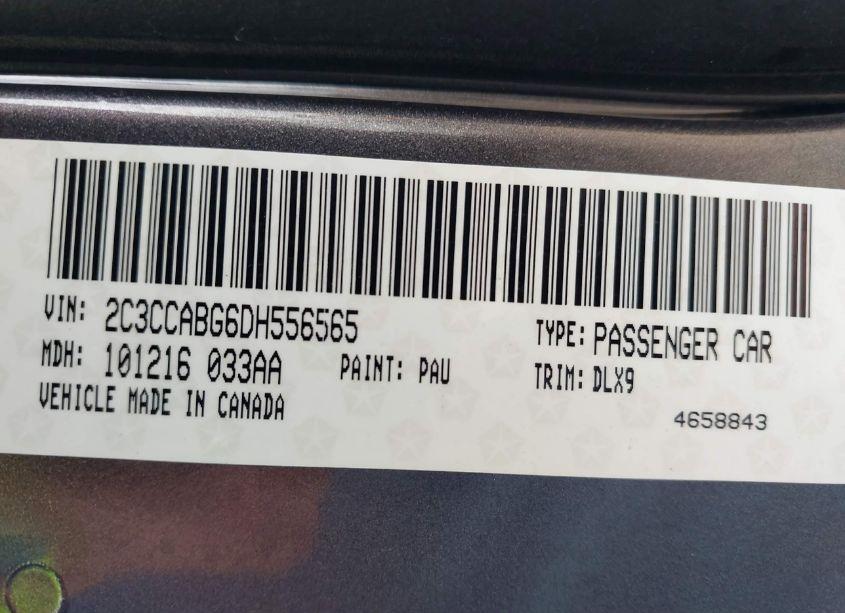 VIN: 2C3CCABG6DH556565
TYPE: PASSENGER CAR
MDH: 101216 033AA PAINT: PAU
TRIM: DLX9
VEHICLE MADE IN CANADA
4658843